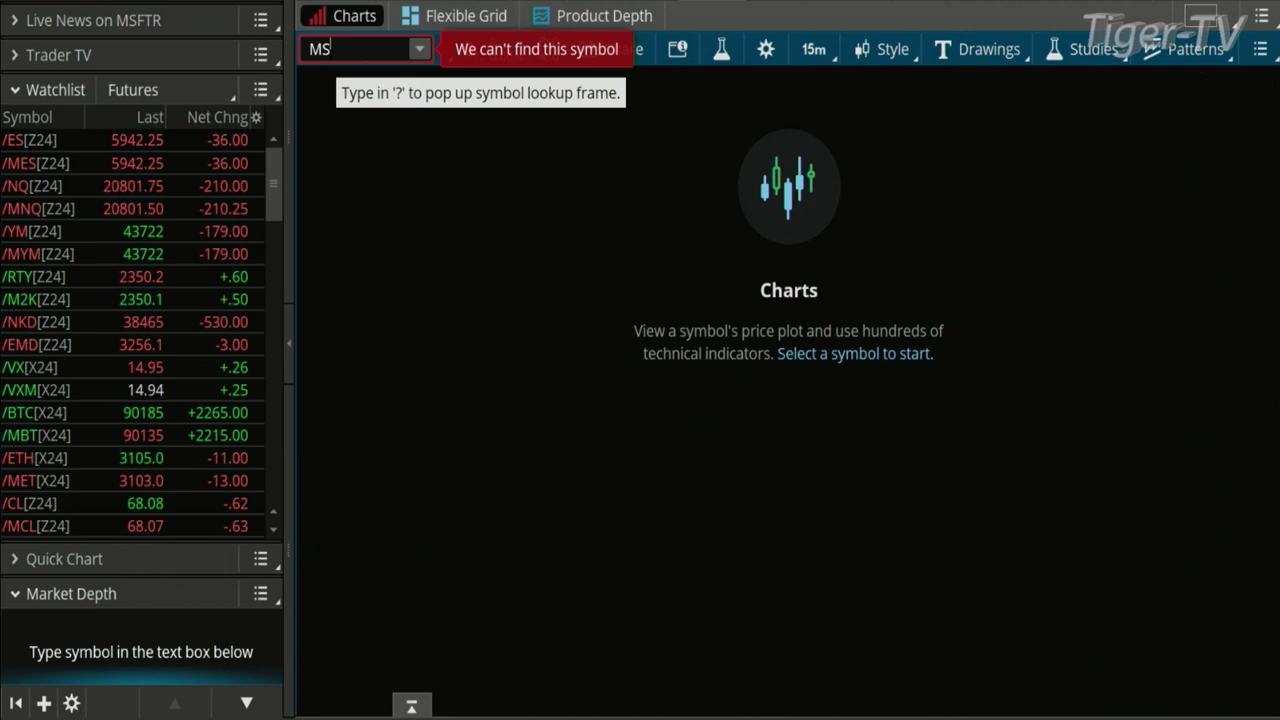 Live News on MSFTR
Trader TV
Watchlist Futures
Symbol Last Net Chng
/ES[Z24] 5942.25 -36.00
/MES[Z24] 5942.25 -36.00
/NQ[Z24] 20801.75 -210.00
/MNQ[Z24] 20801.50 -210.25
/YM[Z24] 43722 -179.00
/MYM[Z24] 43722 -179.00
/RTY[Z24] 2350.2 +.60
/M2K[Z24] 2350.1 +.50
/NKD[Z24] 38465 -530.00
/EMD[Z24] 3256.1 -3.00
/VX[X24] 14.95 +.26
/VXM[X24] 14.94 +.25
/BTC[X24] 90185 +2265.00
/MBT[X24] 90135 +2215.00
/ETH[X24] 3105.0 -11.00
/MET[X24] 3103.0 -13.00
/CL[Z24] 68.08 -.62
/MCL[Z24] 68.07 -.63
Quick Chart
Market Depth
Type symbol in the text box below
Charts Flexible Grid Product Depth
Tiger-TV
MS We can't find this symbol 15m Style Drawings Studies Patterns
Type in '?' to pop up symbol lookup frame.
Charts
View a symbol's price plot and use hundreds of
technical indicators. Select a symbol to start.